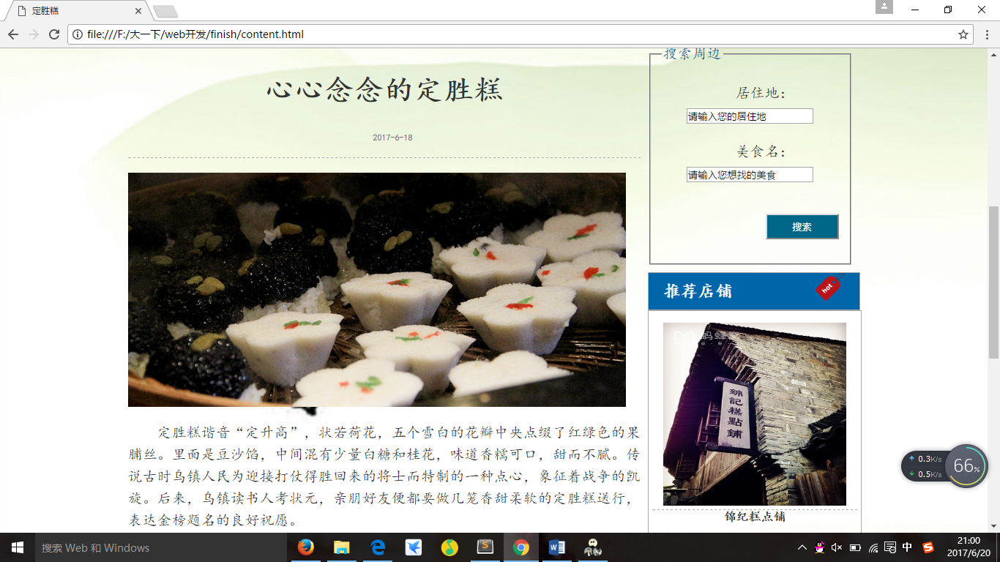 定胜糕
file:///F:/大一下/web开发/finish/content.html
心心念念的定胜糕
2017-6-18
定胜糕谐音“定升高”，状若荷花，五个雪白的花瓣中央点缀了红绿色的果
脯丝。里面是豆沙馅，中间混有少量白糖和桂花，味道香糯可口，甜而不腻。传
说古时乌镇人民为迎接打仗得胜回来的将士而特制的一种点心，象征着战争的凯
旋。后来，乌镇读书人考状元，亲朋好友便都要做几笼香甜柔软的定胜糕送行，
表达金榜题名的良好祝愿。
搜索周边
居住地：
请输入您的居住地
美食名：
请输入您想找的美食
搜索
推荐店铺
hot
蚂蜂窝
錦記糕點鋪
锦纪糕点铺
0.3K/s
0.5K/s
66%
搜索 Web 和 Windows
中
21:00
2017/6/20